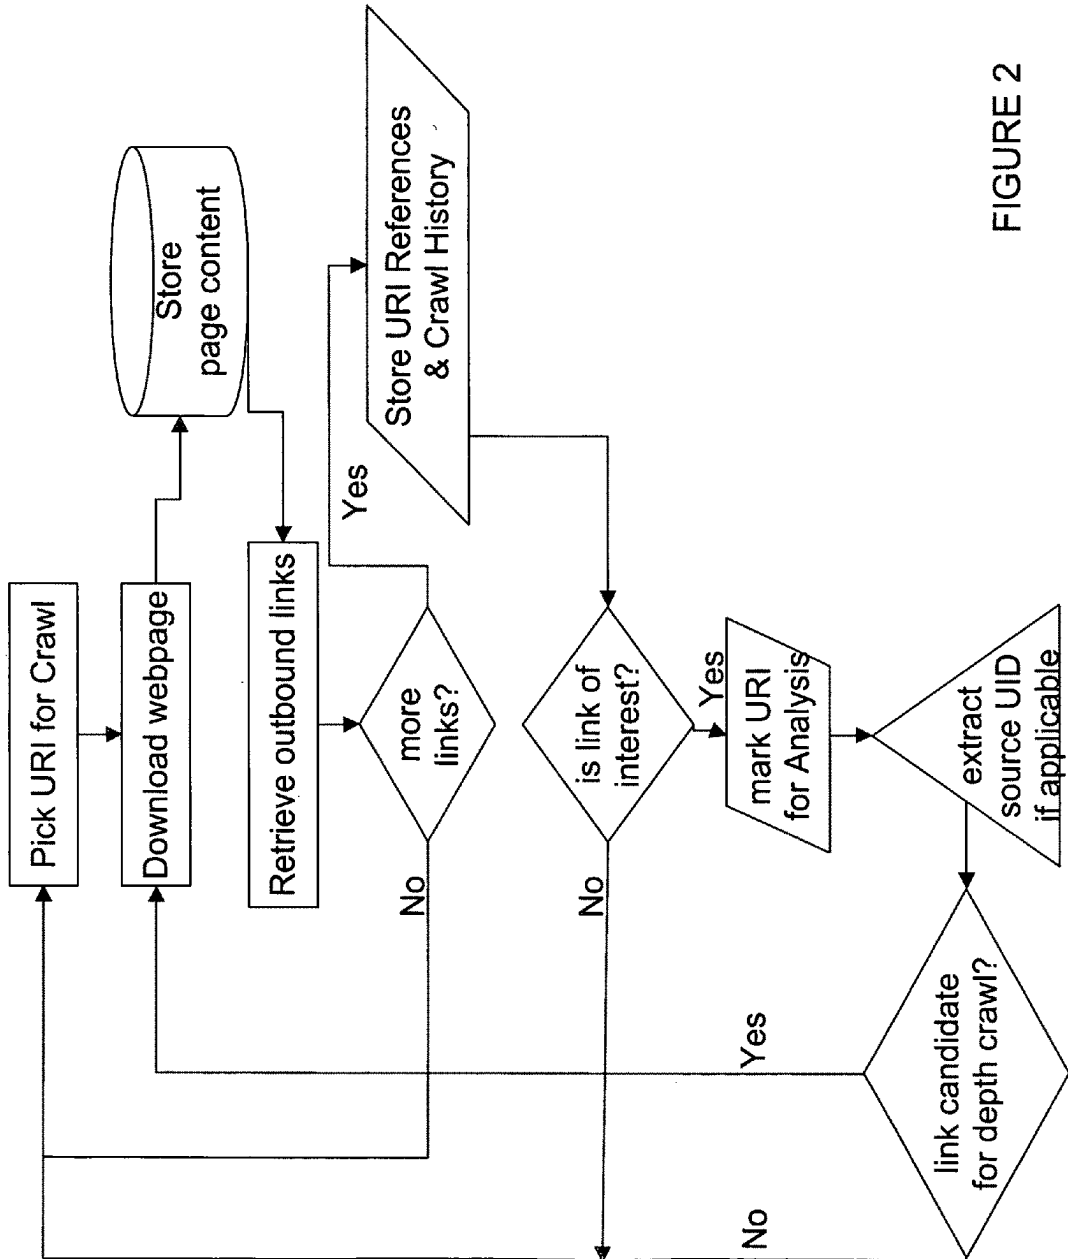 Pick URI for Crawl
Download webpage
Store
page content
Retrieve outbound links
more
links?
Yes
No
Store URI References
& Crawl History
is link of
interest?
Yes
No
mark URI
for Analysis
extract
source UID
if applicable
link candidate
for depth crawl?
Yes
No
FIGURE 2